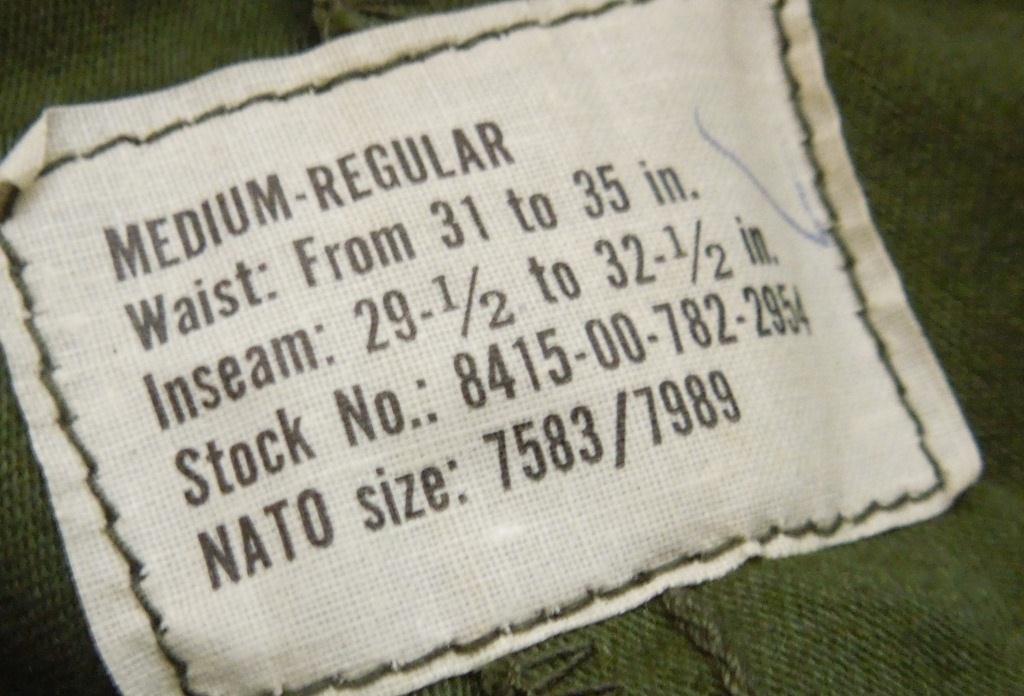 MEDIUM-REGULAR
Waist: From 31 to 35 in.
Inseam: 29-1/2 to 32-1/2 in.
Stock No.: 8415-00-782-2954
NATO size: 7583/7989